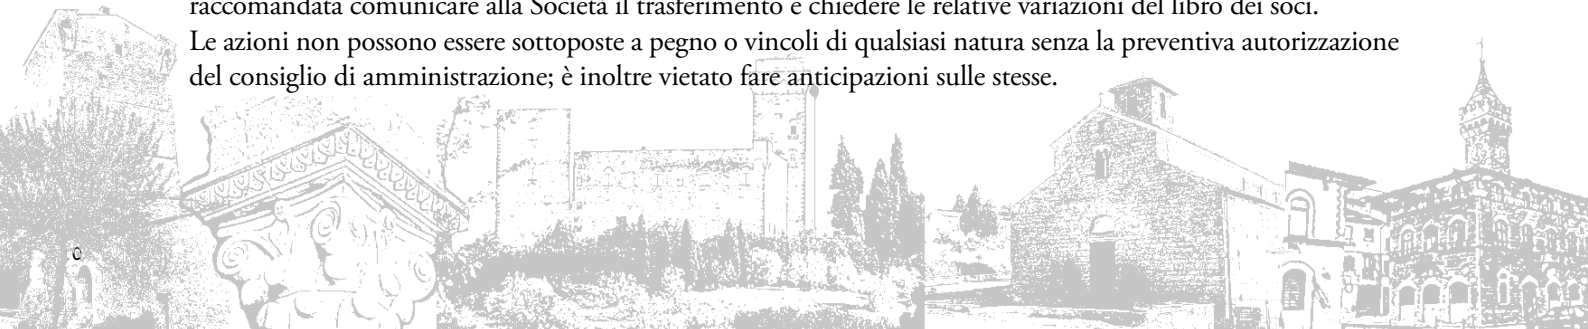 raccomandata comunicare alla Società il trasferimento e chiedere le relative variazioni del libro dei soci.
Le azioni non possono essere sottoposte a pegno o vincoli di qualsiasi natura senza la preventiva autorizzazione
del consiglio di amministrazione; è inoltre vietato fare anticipazioni sulle stesse.